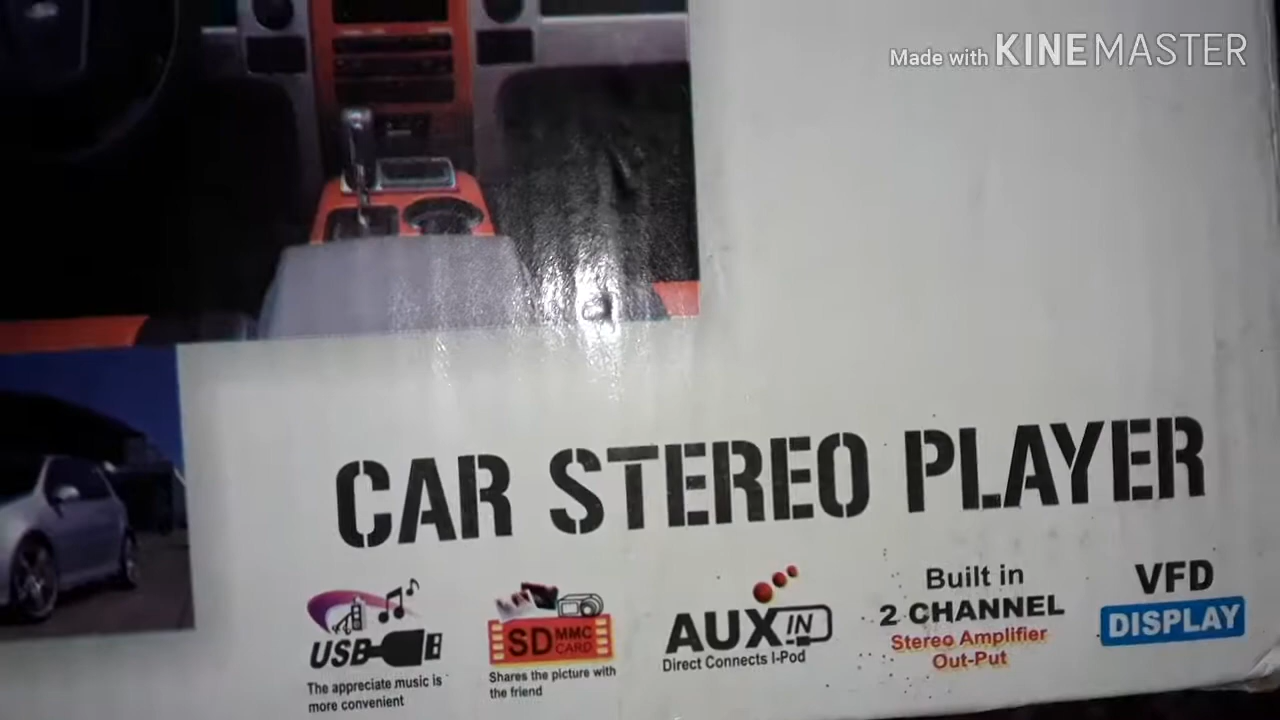 Made with KINEMASTER
CAR STEREO PLAYER
USB
The appreciate music is
more convenient
SD MMC
CARD
Shares the picture with
the friend
AUX IN
Direct Connects I-Pod
Built in
2 CHANNEL
Stereo Amplifier
Out-Put
VFD
DISPLAY